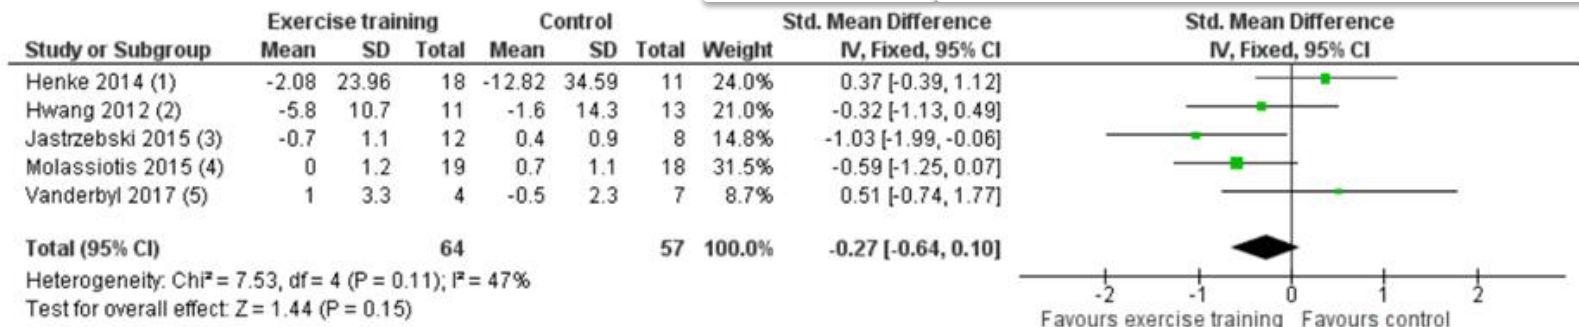 Exercise training Control Std. Mean Difference Std. Mean Difference
Study or Subgroup Mean SD Total Mean SD Total Weight IV, Fixed, 95% CI IV, Fixed, 95% CI
Henke 2014 (1) -2.08 23.96 18 -12.82 34.59 11 24.0% 0.37 [-0.39, 1.12]
Hwang 2012 (2) -5.8 10.7 11 -1.6 14.3 13 21.0% -0.32 [-1.13, 0.49]
Jastrzebski 2015 (3) -0.7 1.1 12 0.4 0.9 8 14.8% -1.03 [-1.99, -0.06]
Molassiotis 2015 (4) 0 1.2 19 0.7 1.1 18 31.5% -0.59 [-1.25, 0.07]
Vanderbyl 2017 (5) 1 3.3 4 -0.5 2.3 7 8.7% 0.51 [-0.74, 1.77]
Total (95% CI) 64 57 100.0% -0.27 [-0.64, 0.10]
Heterogeneity: Chi² = 7.53, df = 4 (P = 0.11); I² = 47%
Test for overall effect: Z = 1.44 (P = 0.15)
-2 -1 0 1 2
Favours exercise training Favours control